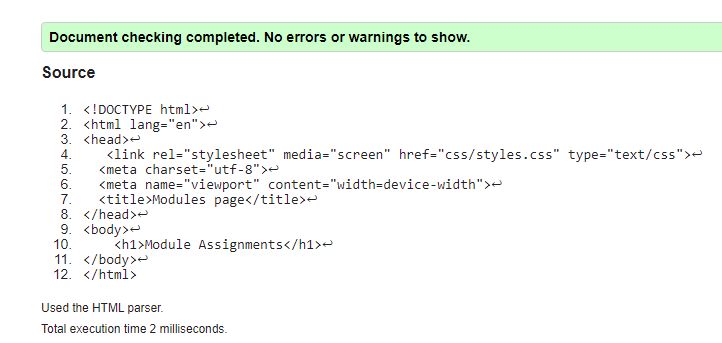 Document checking completed. No errors or warnings to show.
Source
1. <!DOCTYPE html>↩
2. <html lang="en">↩
3. <head>↩
4.    <link rel="stylesheet" media="screen" href="css/styles.css" type="text/css">↩
5.   <meta charset="utf-8">↩
6.   <meta name="viewport" content="width=device-width">↩
7.   <title>Modules page</title>↩
8. </head>↩
9. <body>↩
10.     <h1>Module Assignments</h1>↩
11. </body>↩
12. </html>
Used the HTML parser.
Total execution time 2 milliseconds.